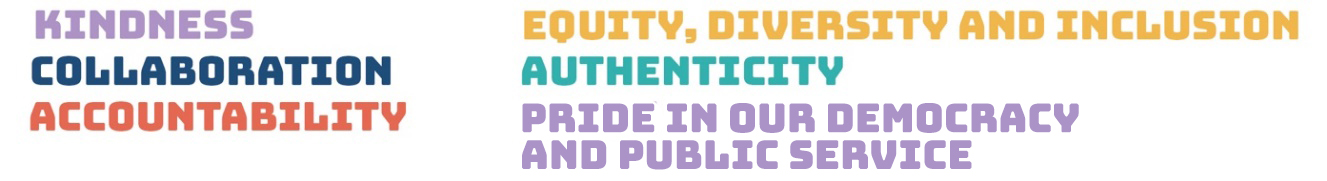 KINDNESS
COLLABORATION
ACCOUNTABILITY
EQUITY, DIVERSITY AND INCLUSION
AUTHENTICITY
PRIDE IN OUR DEMOCRACY
AND PUBLIC SERVICE